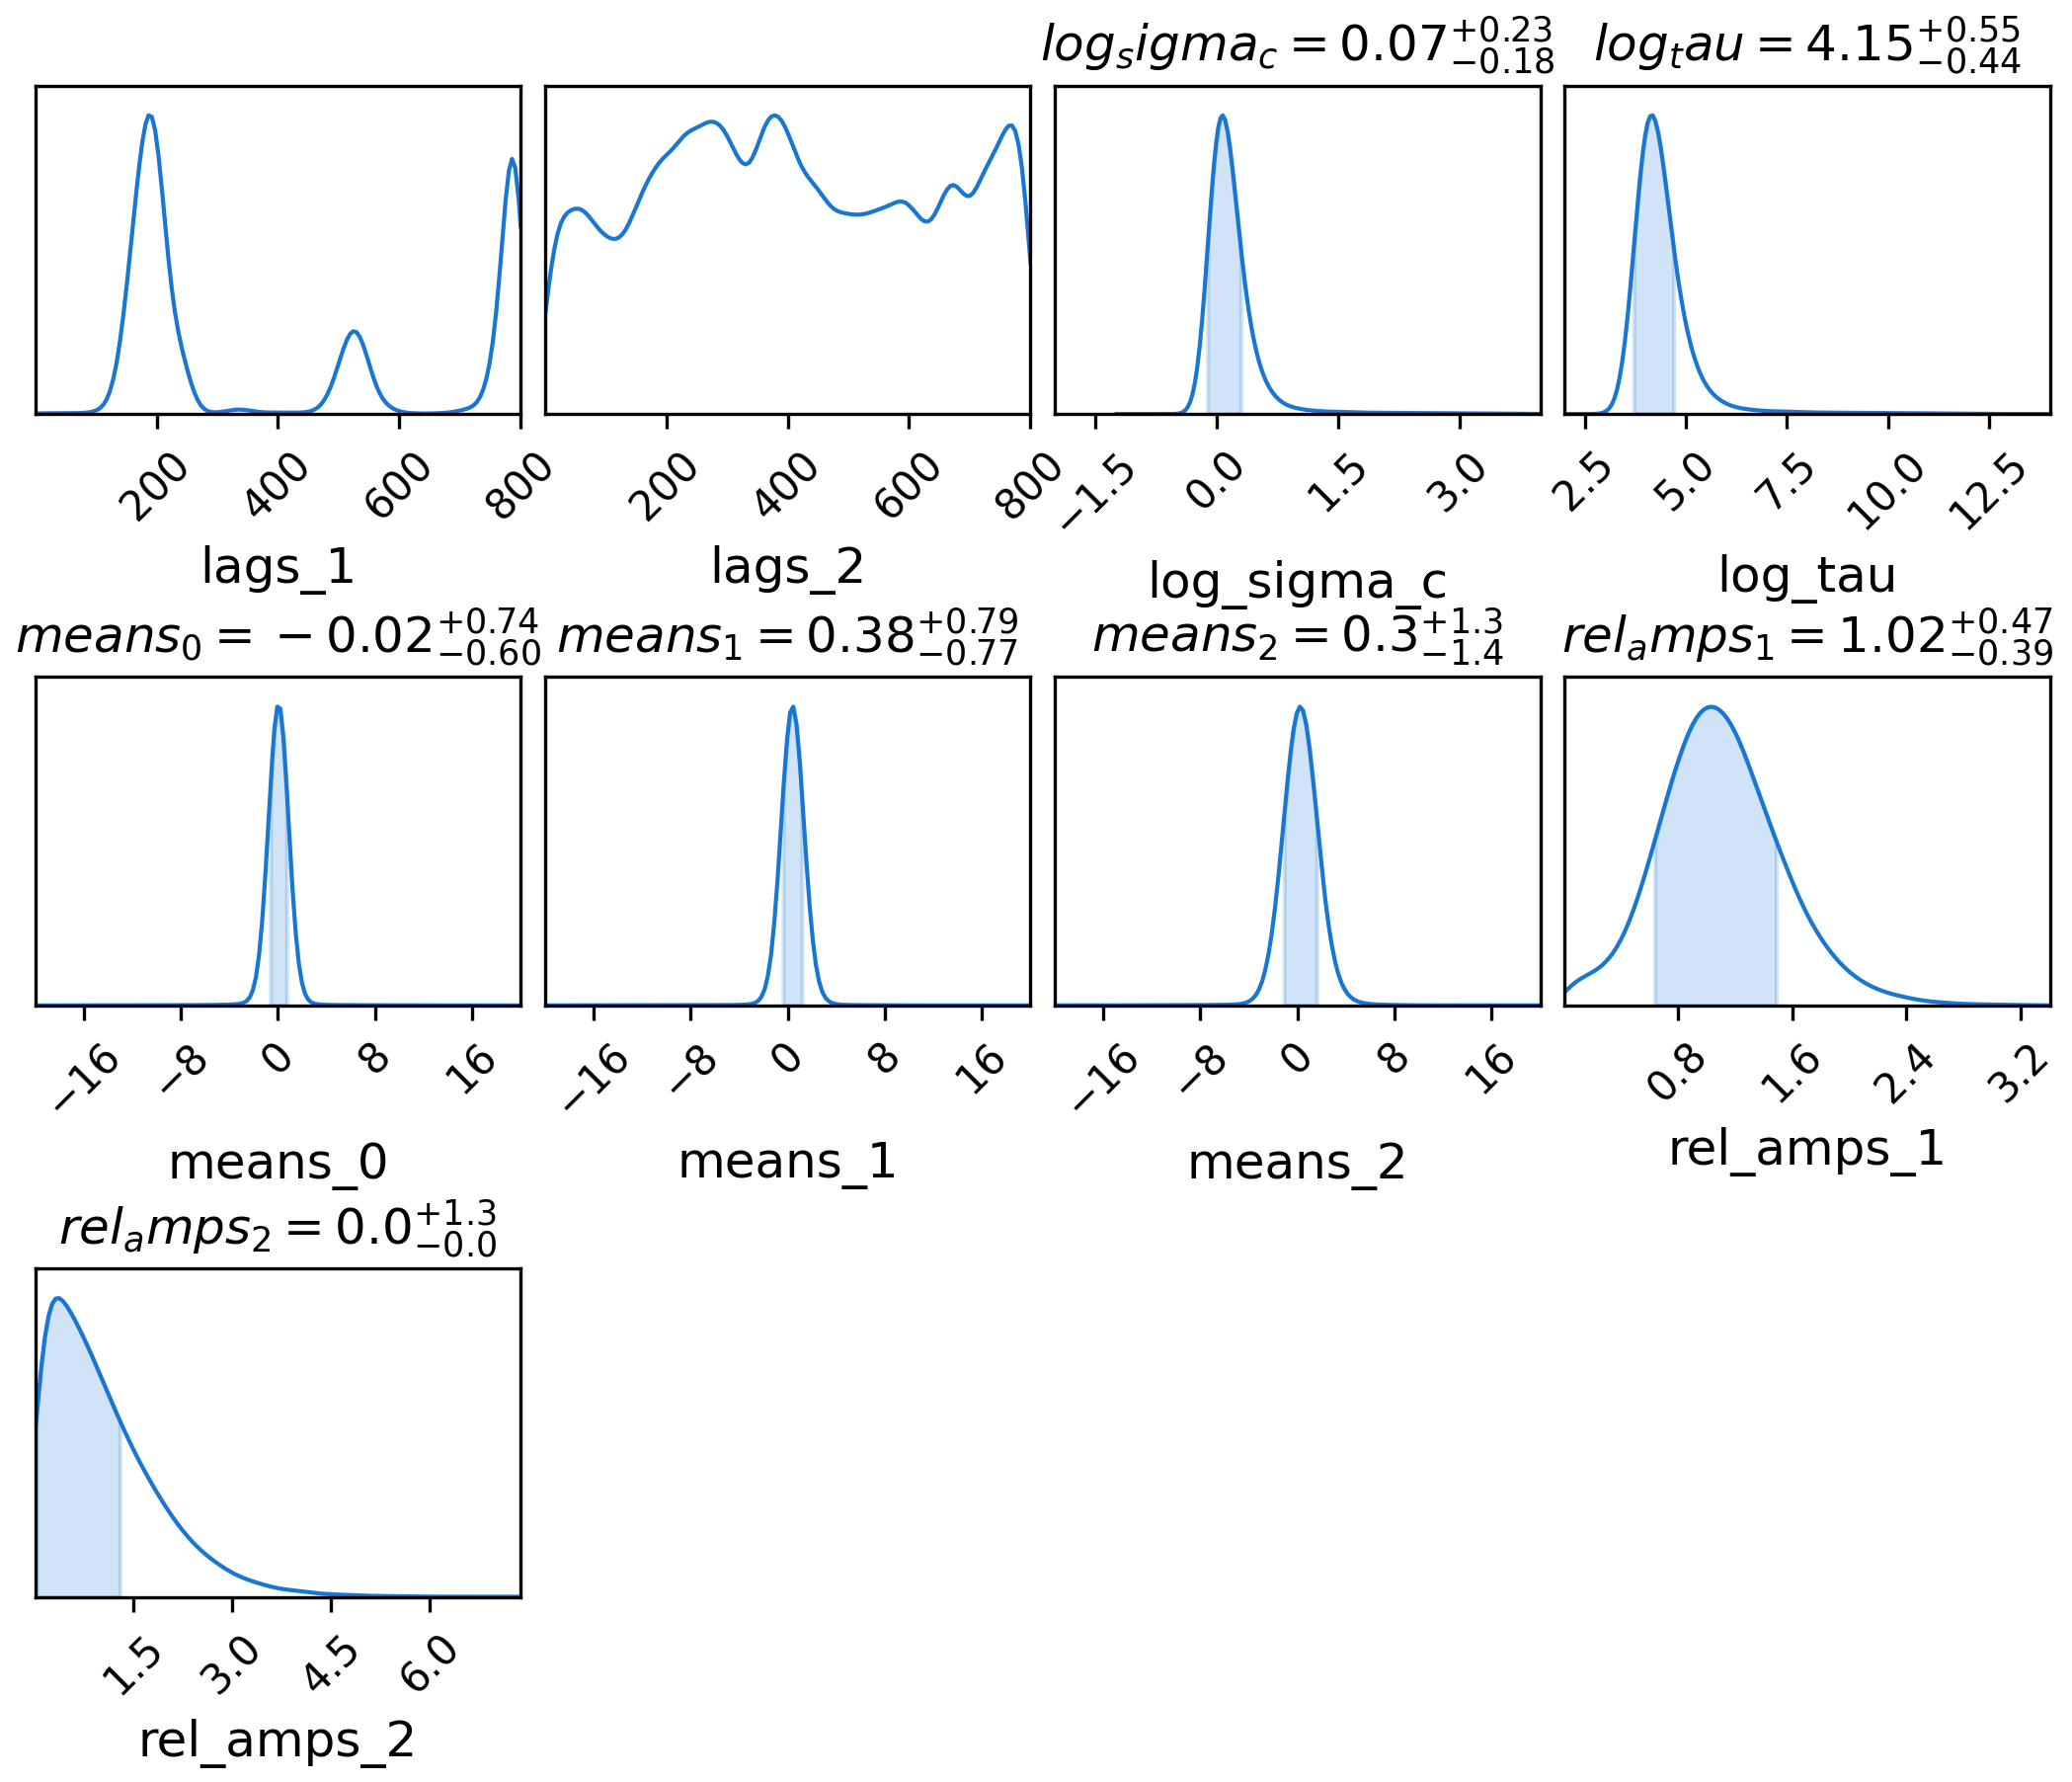 log_sigma_c = 0.07^{+0.23}_{-0.18} log_tau = 4.15^{+0.55}_{-0.44}
200 400 600 800 200 400 600 800 −1.5 0.0 1.5 3.0 2.5 5.0 7.5 10.0 12.5
lags_1 lags_2 log_sigma_c log_tau
means_0 = −0.02^{+0.74}_{−0.60} means_1 = 0.38^{+0.79}_{−0.77} means_2 = 0.3^{+1.3}_{−1.4} rel_amps_1 = 1.02^{+0.47}_{−0.39}
−16 −8 0 8 16 −16 −8 0 8 16 −16 −8 0 8 16 0.8 1.6 2.4 3.2
means_0 means_1 means_2 rel_amps_1
rel_amps_2 = 0.0^{+1.3}_{−0.0}
1.5 3.0 4.5 6.0
rel_amps_2